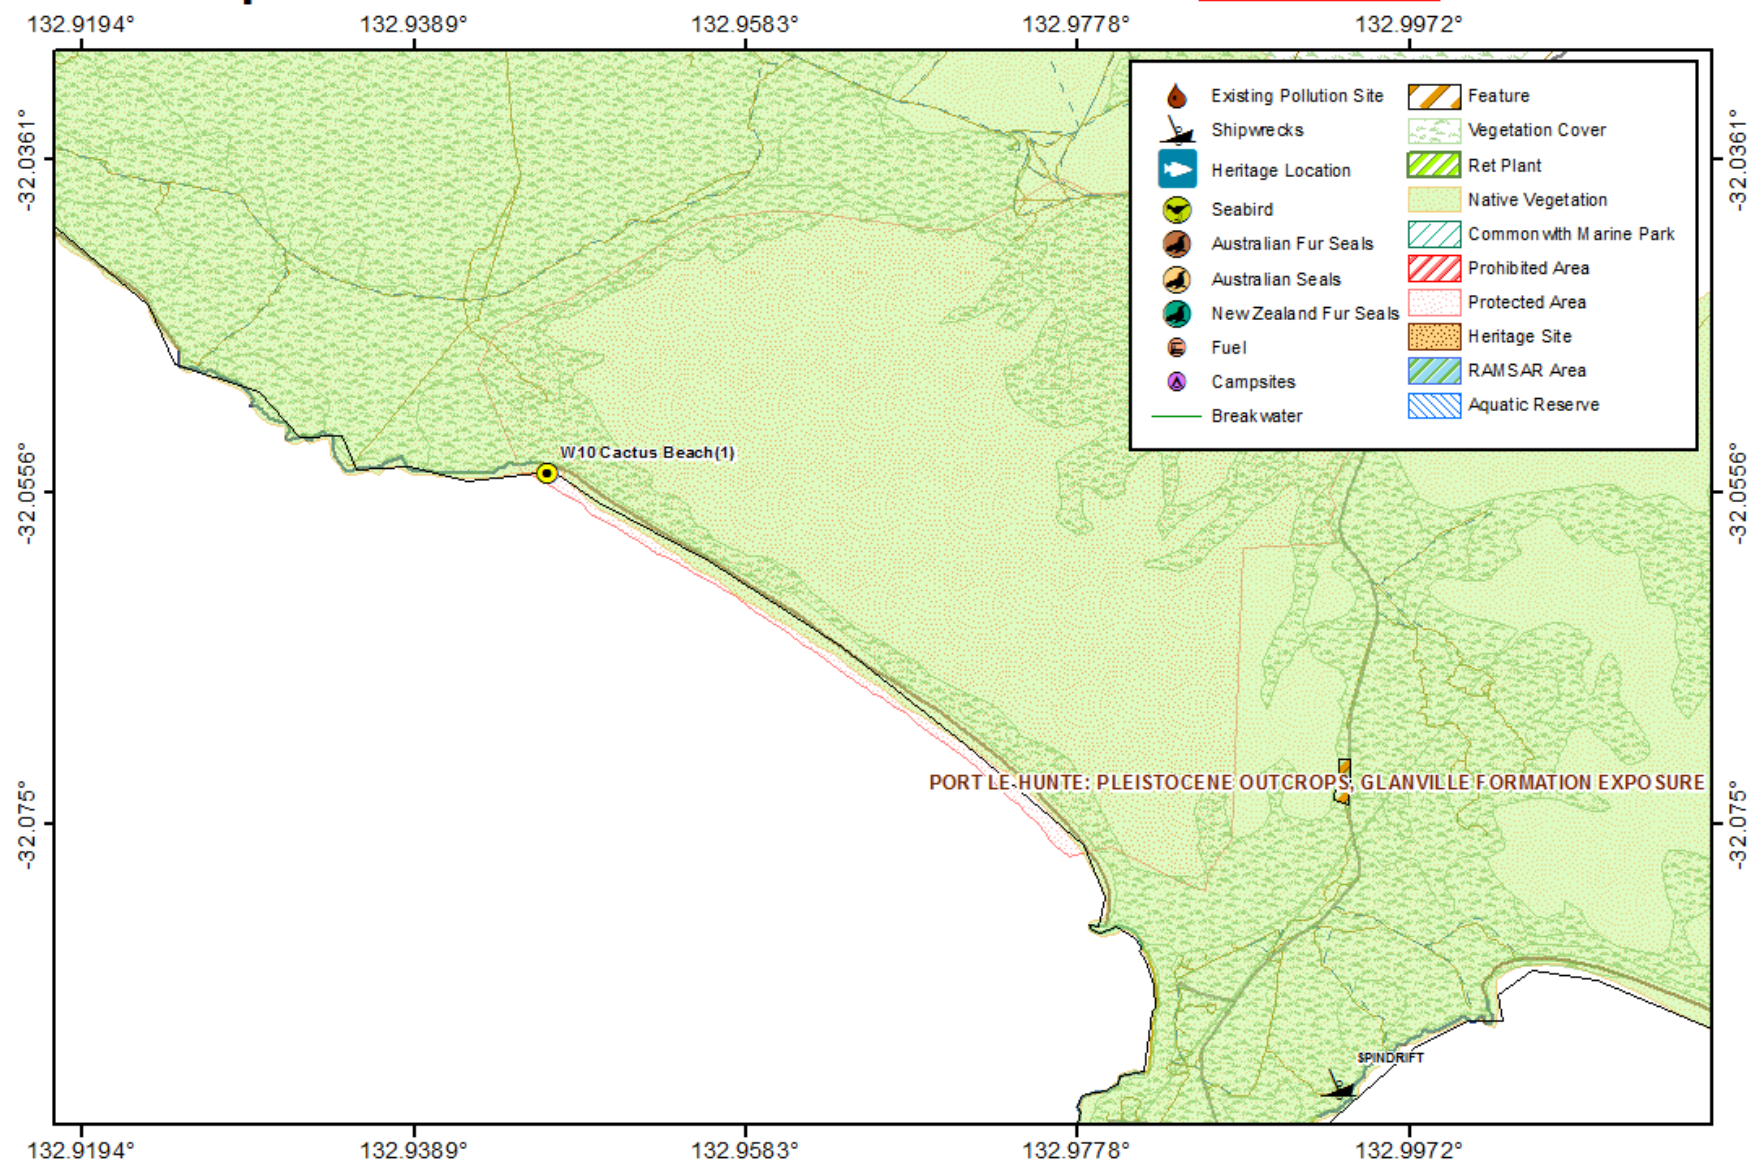 132.9194° 132.9389° 132.9583° 132.9778° 132.9972°
-32.0361° -32.0361°
Existing Pollution Site
Shipwrecks
Heritage Location
Seabird
Australian Fur Seals
Australian Seals
New Zealand Fur Seals
Fuel
Campsites
Breakwater
Feature
Vegetation Cover
Ret Plant
Native Vegetation
Common with Marine Park
Prohibited Area
Protected Area
Heritage Site
RAMSAR Area
Aquatic Reserve
W10 Cactus Beach(1)
-32.0556° -32.0556°
PORT LE-HUNTE: PLEISTOCENE OUTCROPS, GLANVILLE FORMATION EXPOSURE
-32.075° -32.075°
SPINDRIFT
132.9194° 132.9389° 132.9583° 132.9778° 132.9972°